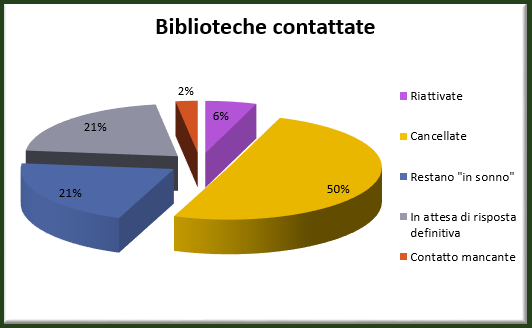 Biblioteche contattate
2%
6%
21%
50%
21%
Riattivate
Cancellate
Restano "in sonno"
In attesa di risposta
definitiva
Contatto mancante